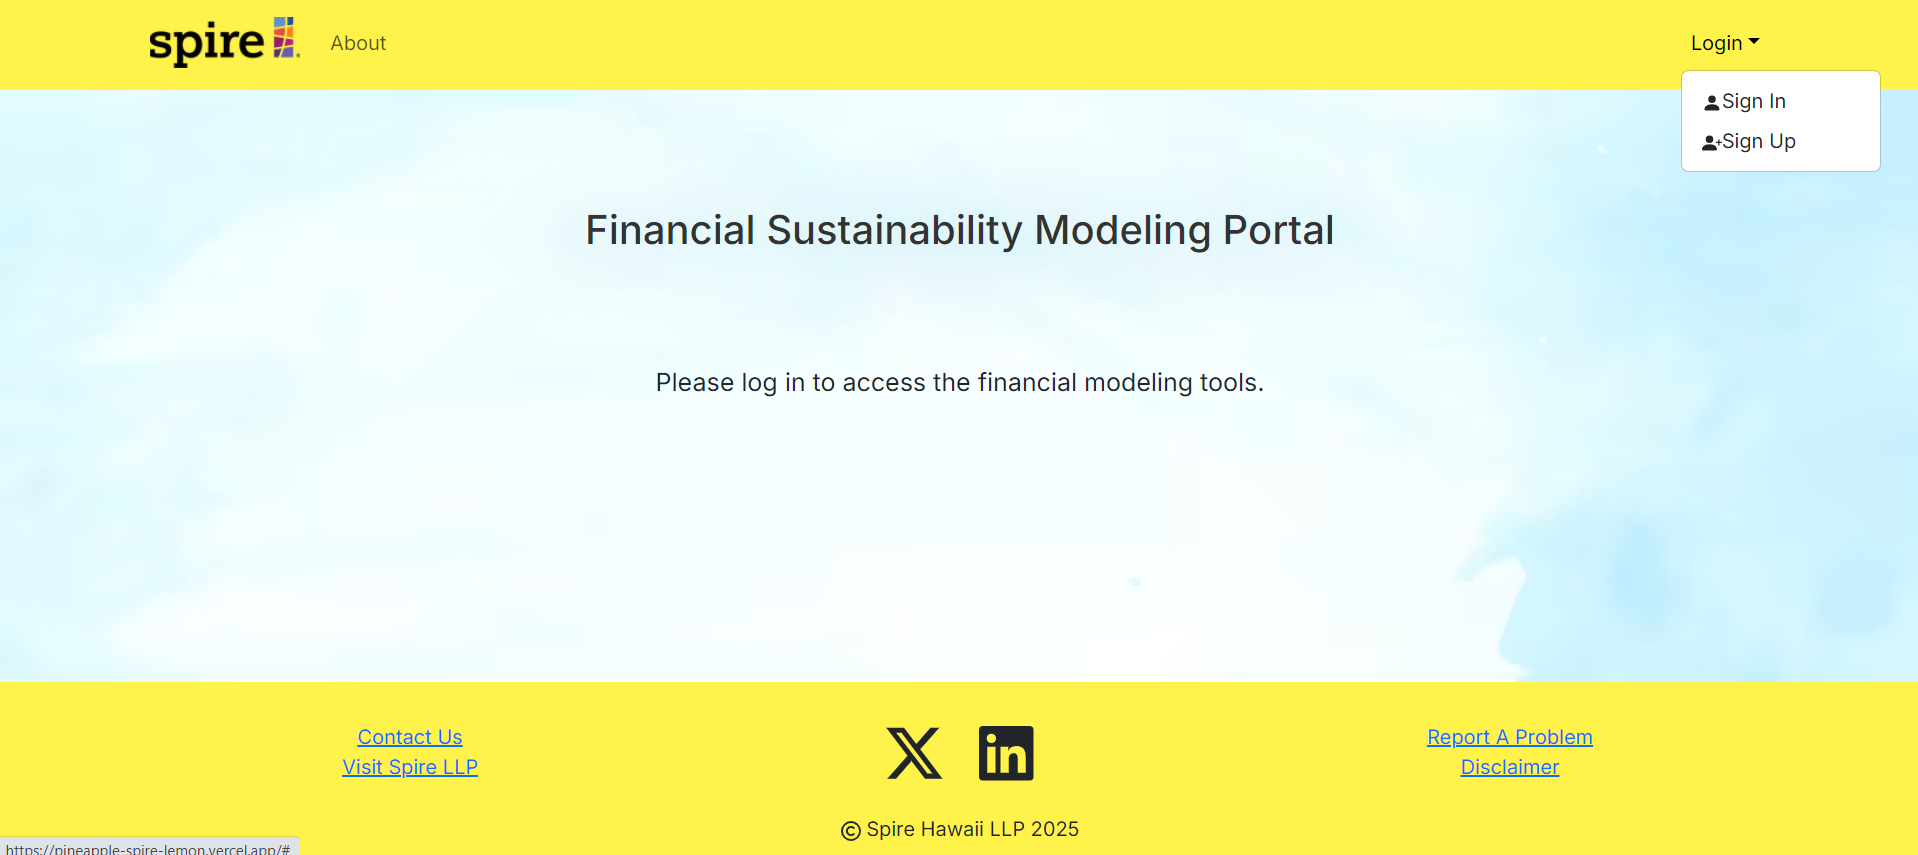 spire
About
Login
Sign In
Sign Up
Financial Sustainability Modeling Portal
Please log in to access the financial modeling tools.
Contact Us
Visit Spire LLP
X
in
Report A Problem
Disclaimer
© Spire Hawaii LLP 2025
https://pineapple-spire-lemon.vercel.app/#